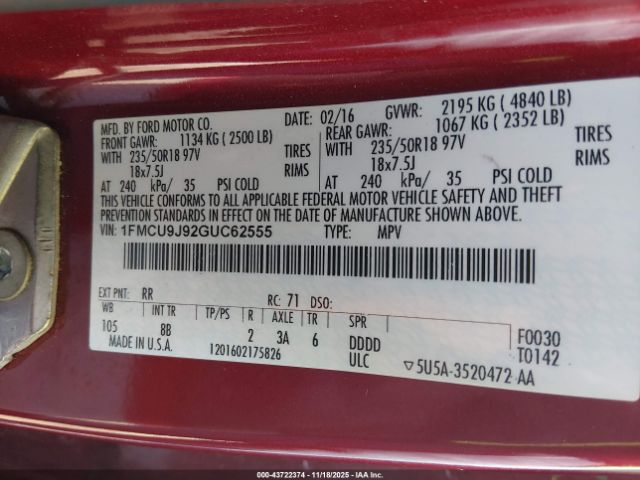 MFD. BY FORD MOTOR CO. DATE: 02/16 GVWR: 2195 KG ( 4840 LB)
FRONT GAWR: 1134 KG ( 2500 LB) REAR GAWR: 1067 KG ( 2352 LB)
WITH 235/50R18 97V TIRES WITH 235/50R18 97V TIRES
18x7.5J RIMS 18x7.5J RIMS
AT 240 kPa/ 35 PSI COLD AT 240 kPa/ 35 PSI COLD
THIS VEHICLE CONFORMS TO ALL APPLICABLE FEDERAL MOTOR VEHICLE SAFETY AND THEFT
PREVENTION STANDARDS IN EFFECT ON THE DATE OF MANUFACTURE SHOWN ABOVE.
VIN: 1FMCU9J92GUC62555 TYPE: MPV
EXT PNT: RR RC: 71 DSO:
WB INT TR TP/PS R AXLE TR SPR
105 8B 2 3A 6 DDDD F0030
MADE IN U.S.A. 1201602175826 ULC T0142
▽5U5A-3520472 AA
000-43722374 | 11/18/2025 - IAAI, Inc.